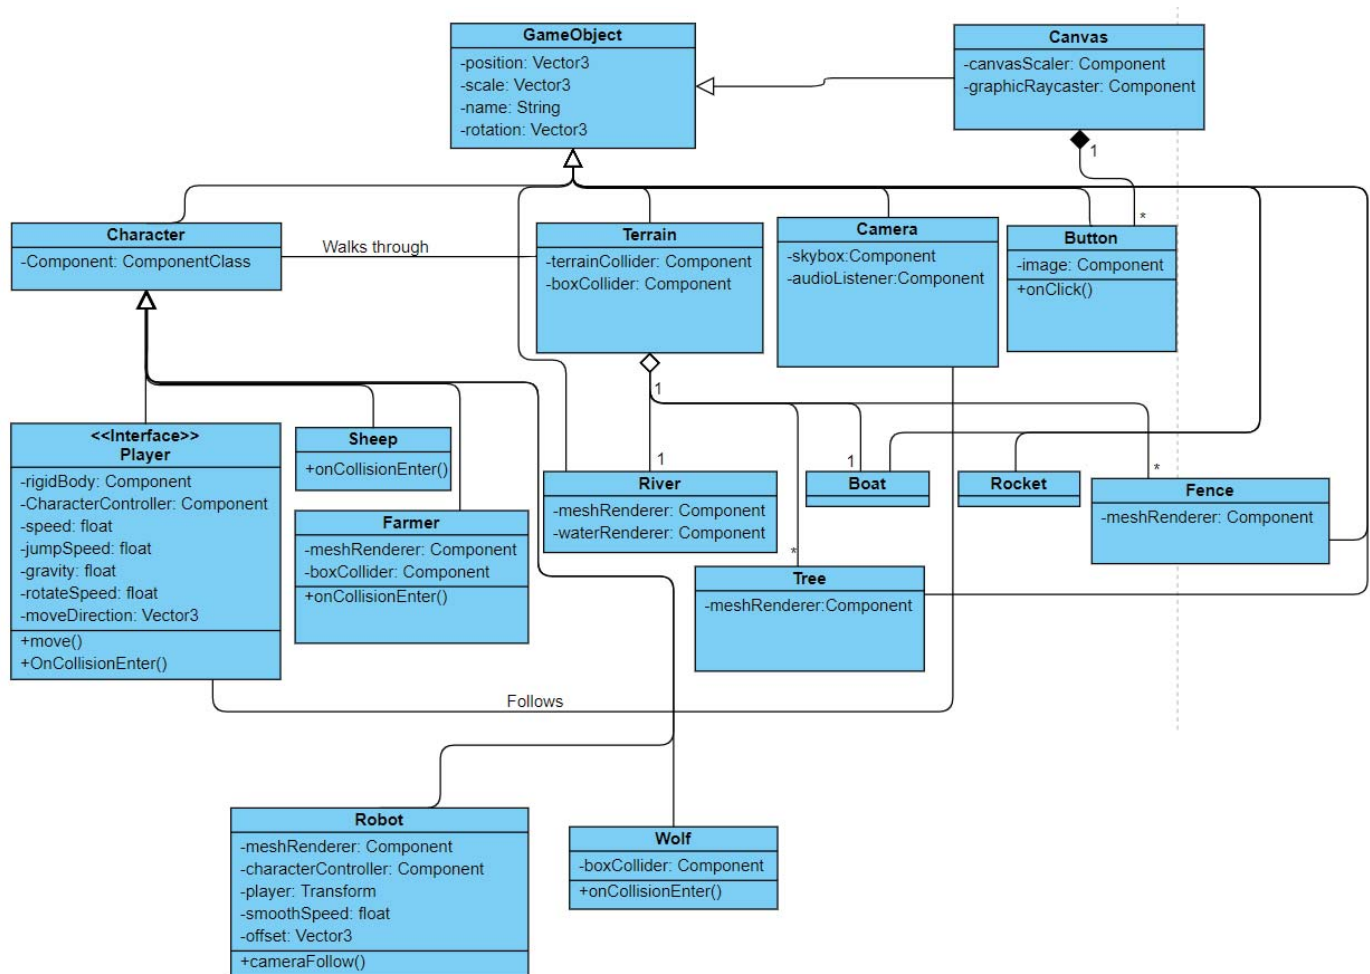 GameObject
-position: Vector3
-scale: Vector3
-name: String
-rotation: Vector3
Canvas
-canvasScaler: Component
-graphicRaycaster: Component
1
*
Character
-Component: ComponentClass
Walks through
Terrain
-terrainCollider: Component
-boxCollider: Component
Camera
-skybox:Component
-audioListener:Component
Button
-image: Component
+onClick()
1
<<Interface>>
Player
-rigidBody: Component
-CharacterController: Component
-speed: float
-jumpSpeed: float
-gravity: float
-rotateSpeed: float
-moveDirection: Vector3
+move()
+OnCollisionEnter()
Sheep
+onCollisionEnter()
Farmer
-meshRenderer: Component
-boxCollider: Component
+onCollisionEnter()
1
River
-meshRenderer: Component
-waterRenderer: Component
1
Boat
Rocket
*
Fence
-meshRenderer: Component
*
Tree
-meshRenderer:Component
Follows
Robot
-meshRenderer: Component
-characterController: Component
-player: Transform
-smoothSpeed: float
-offset: Vector3
+cameraFollow()
Wolf
-boxCollider: Component
+onCollisionEnter()